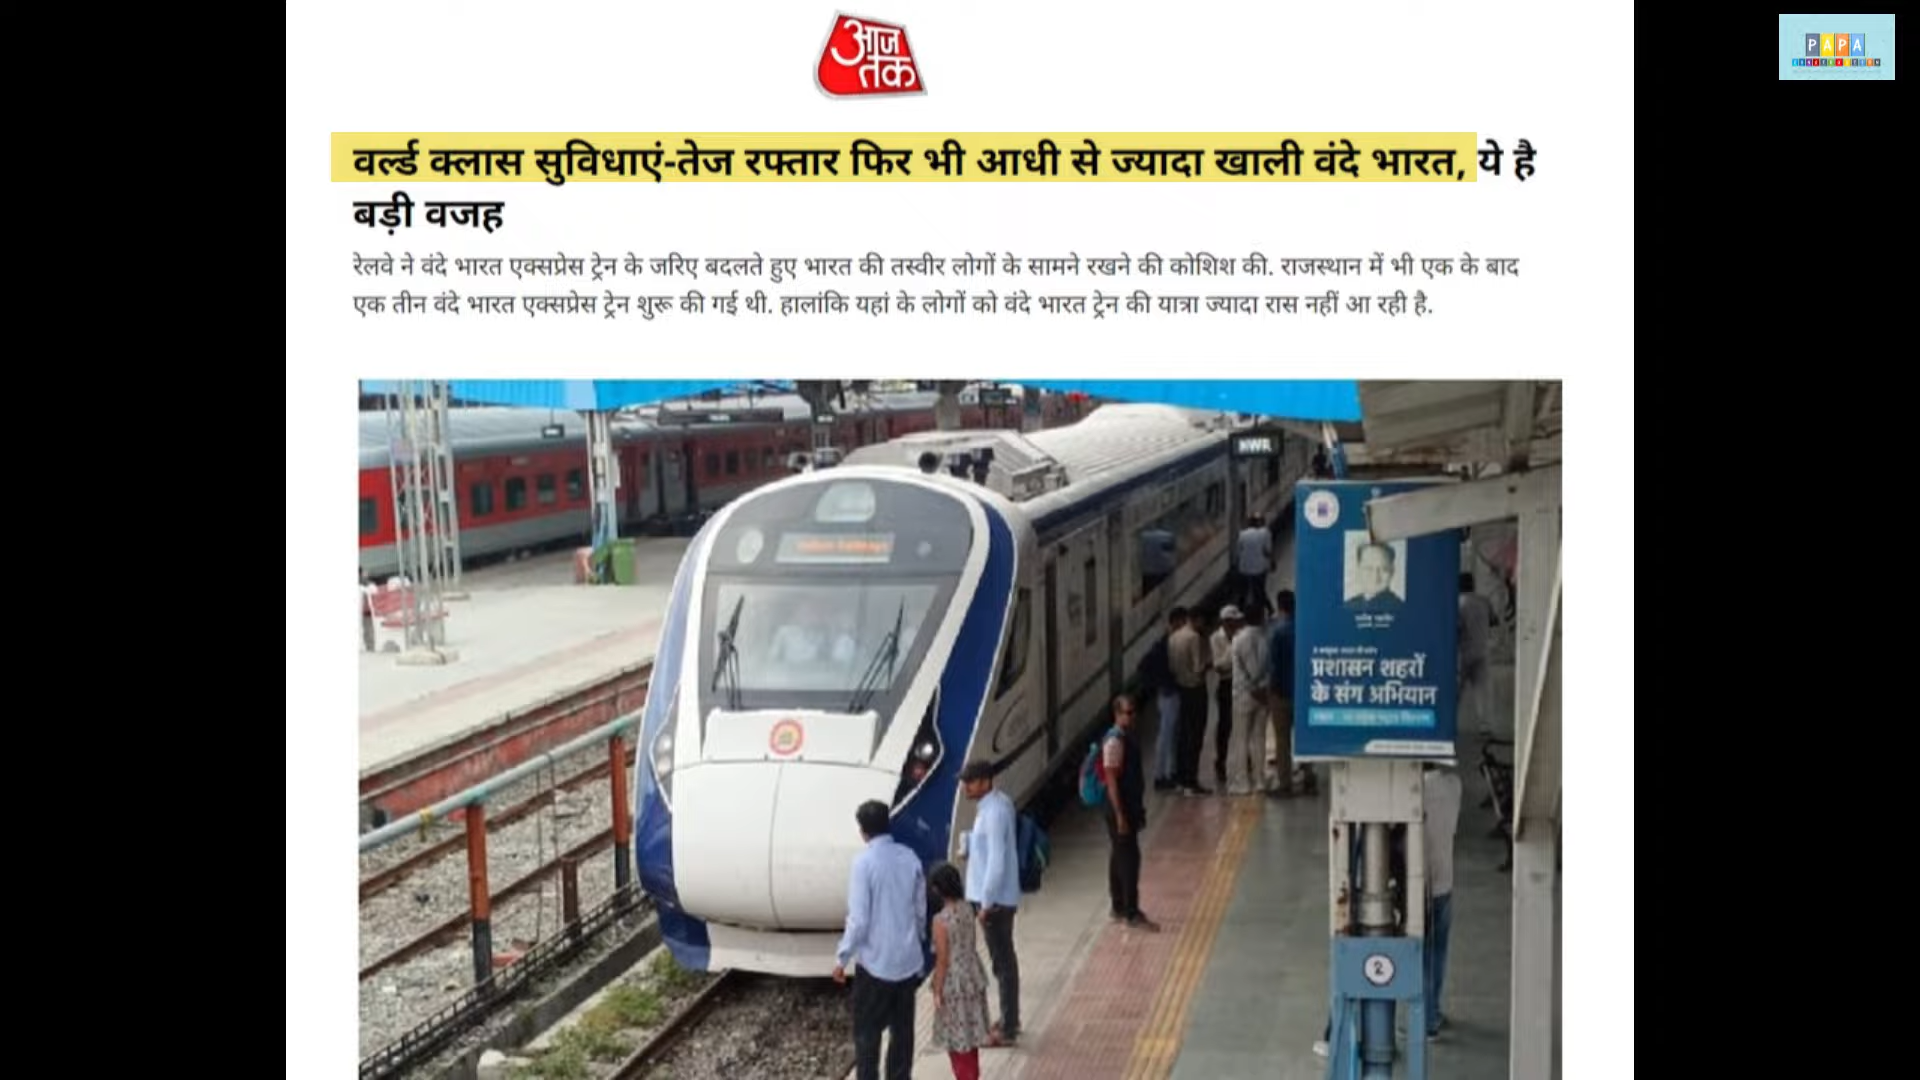 आज
तक
PAPA
वर्ल्ड क्लास सुविधाएं-तेज रफ्तार फिर भी आधी से ज्यादा खाली वंदे भारत, ये है
बड़ी वजह
रेलवे ने वंदे भारत एक्सप्रेस ट्रेन के जरिए बदलते हुए भारत की तस्वीर लोगों के सामने रखने की कोशिश की. राजस्थान में भी एक के बाद
एक तीन वंदे भारत एक्सप्रेस ट्रेन शुरू की गई थी. हालांकि यहां के लोगों को वंदे भारत ट्रेन की यात्रा ज्यादा रास नहीं आ रही है.
NWR
प्रशासन शहरों
के संग अभियान
2